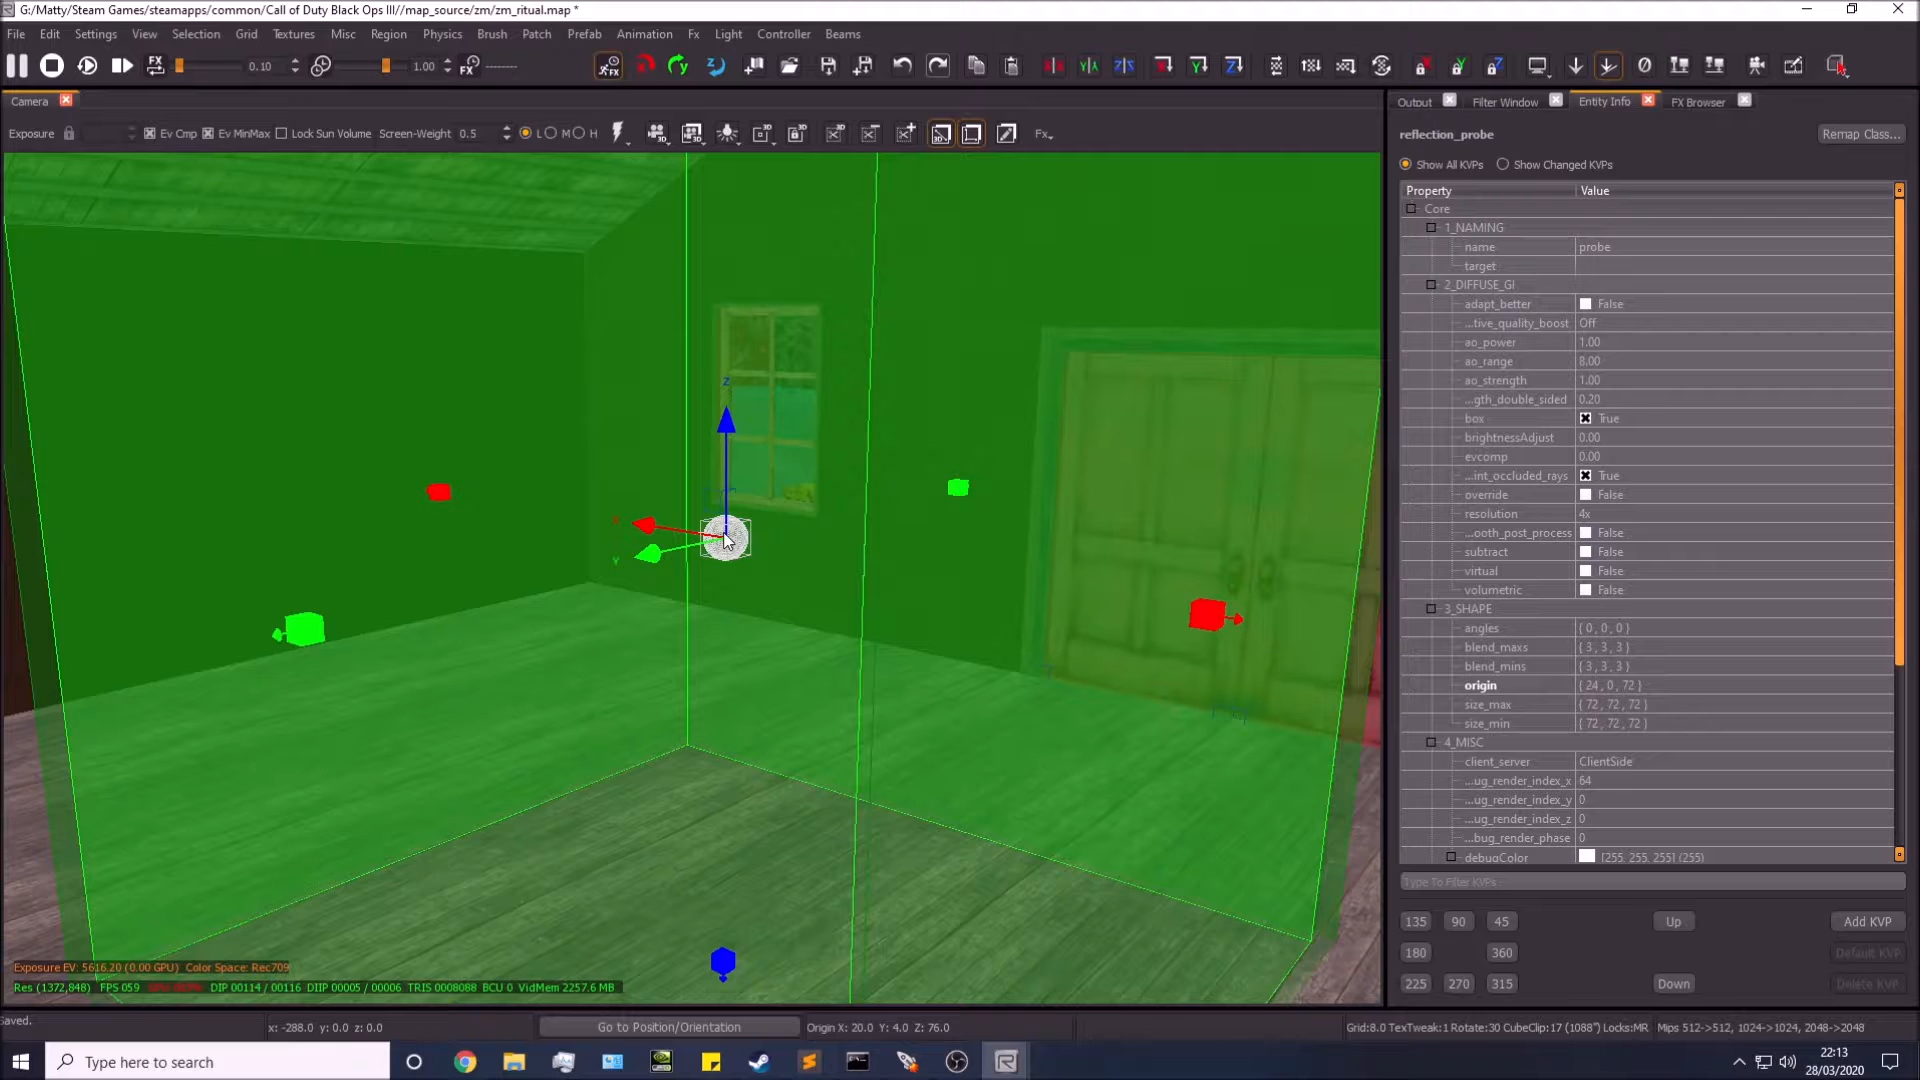 G:/Matty/Steam Games/steamapps/common/Call of Duty Black Ops III//map_source/zm/zm_ritual.map *
File Edit Settings View Selection Grid Textures Misc Region Physics Brush Patch Prefab Animation Fx Light Controller Beams
FX 0.10 1.00 FX
Camera
Output Filter Window Entity Info FX Browser
Exposure Ev Cmp Ev MinMax Lock Sun Volume Screen-Weight 0.5 L M H Fx
reflection_probe Remap Class...
Show All KVPs Show Changed KVPs
Property Value
Core
1_NAMING
name probe
target
2_DIFFUSE_GI
adapt_better False
...tive_quality_boost Off
ao_power 1.00
ao_range 8.00
ao_strength 1.00
...gth_double_sided 0.20
box True
brightnessAdjust 0.00
evcomp 0.00
...int_occluded_rays True
override False
resolution 4x
...ooth_post_process False
subtract False
virtual False
volumetric False
3_SHAPE
angles { 0 , 0 , 0 }
blend_maxs { 3 , 3 , 3 }
blend_mins { 3 , 3 , 3 }
origin { 24 , 0 , 72 }
size_max { 72 , 72 , 72 }
size_min { 72 , 72 , 72 }
4_MISC
client_server ClientSide
...ug_render_index_x 64
...ug_render_index_y 0
...ug_render_index_z 0
...bug_render_phase 0
debugColor [255, 255, 255] (255)
Type To Filter KVPs
135 90 45 Up Add KVP
180 360 Default KVP
225 270 315 Down Delete KVP
Z
X
Y
Exposure EV: 5616.20 (0.00 GPU) Color Space: Rec709
Res (1372,848) FPS 059 DIP 00114 / 00116 DIIP 00005 / 00006 TRIS 0008088 BCU 0 VidMem 2257.6 MB
Saved.
x: -288.0 y: 0.0 z: 0.0
Go to Position/Orientation
Origin X: 20.0 Y: 4.0 Z: 76.0
Grid:8.0 TexTweak:1 Rotate:30 CubeClip:17 (1088") Locks:MR
Mips 512->512, 1024->1024, 2048->2048
Type here to search
22:13
28/03/2020